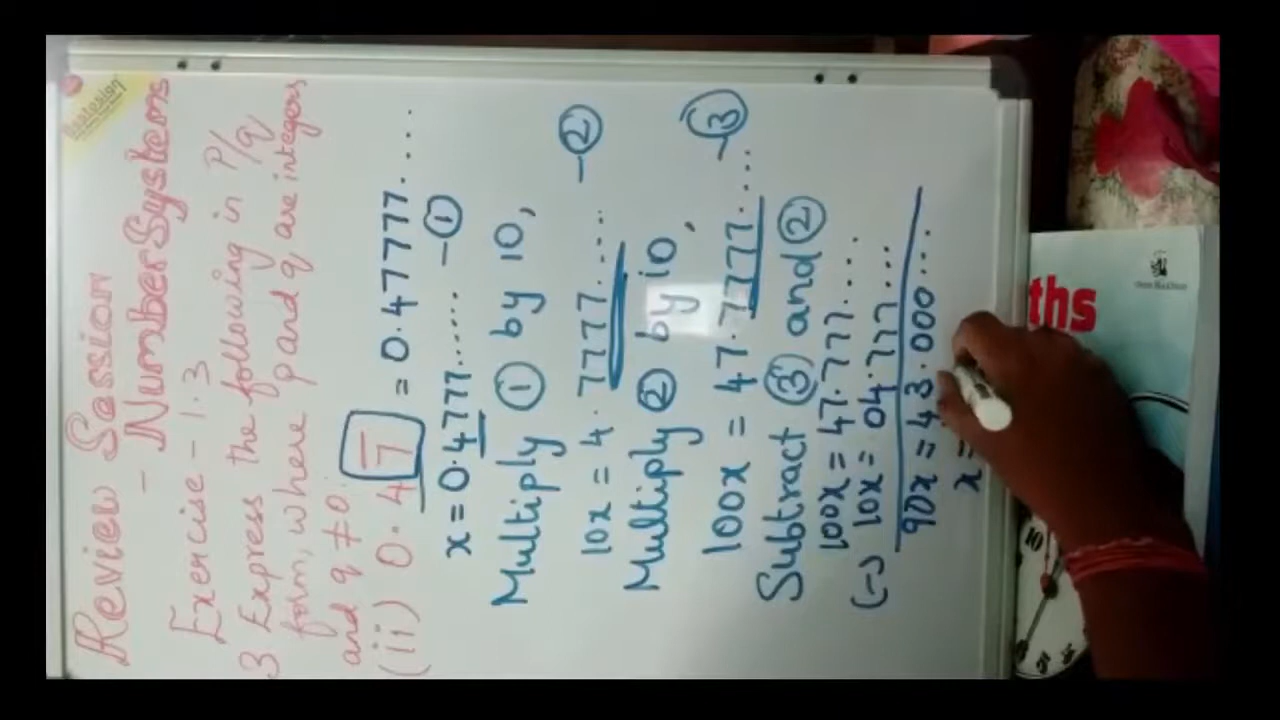 Review Session
- Number Systems
Exercise - 1.3
3 Express the following in P/q
form, where p and q are integers
and q ≠ 0.
(ii) 0.47̅ = 0.47777....
x = 0.4777...... -①
Multiply ① by 10,
10x = 4.7777..... -②
Multiply ② by 10,
100x = 47.7777.... -③
Subtract ③ and ②
100x = 47.777....
(-) 10x = 04.777...
90x = 43.000...
x =
ths